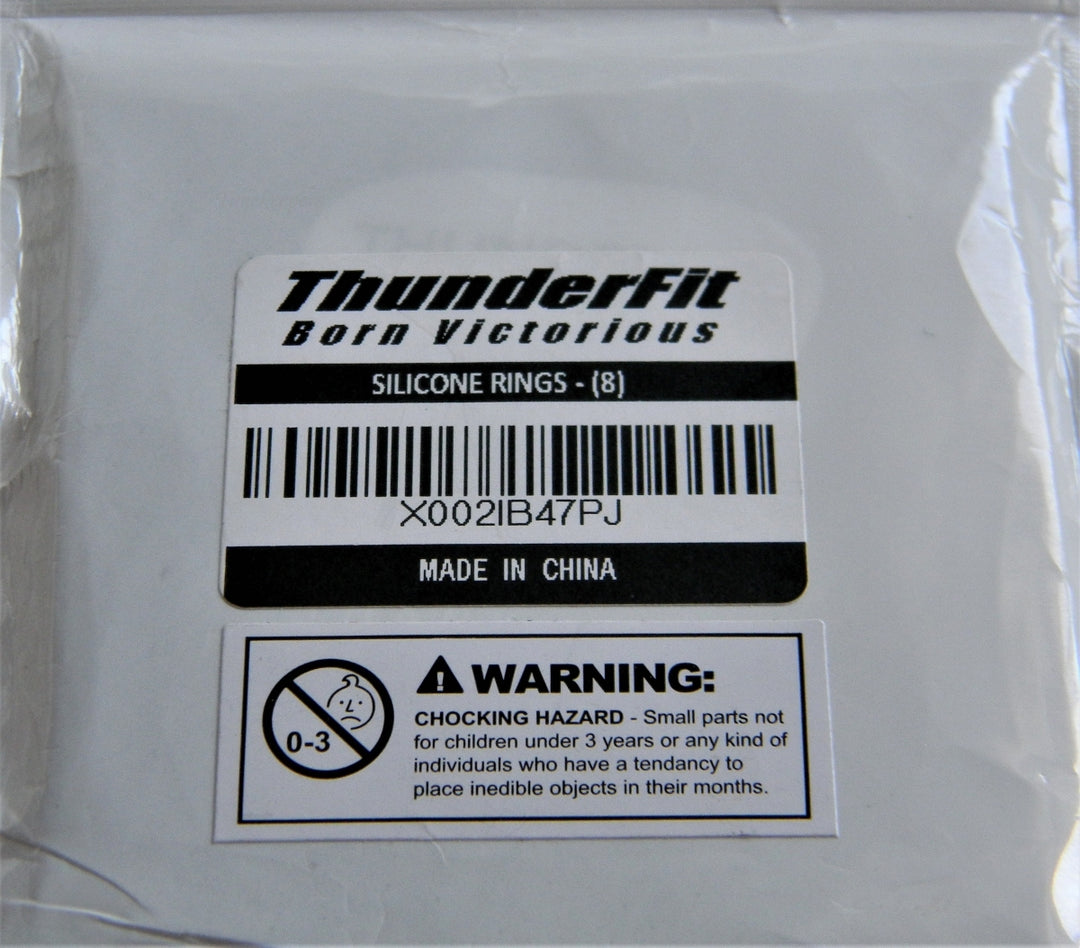 ThunderFit
Born Victorious
SILICONE RINGS - (8)
X002IB47PJ
MADE IN CHINA
WARNING:
0-3
CHOCKING HAZARD - Small parts not
for children under 3 years or any kind of
individuals who have a tendancy to
place inedible objects in their months.